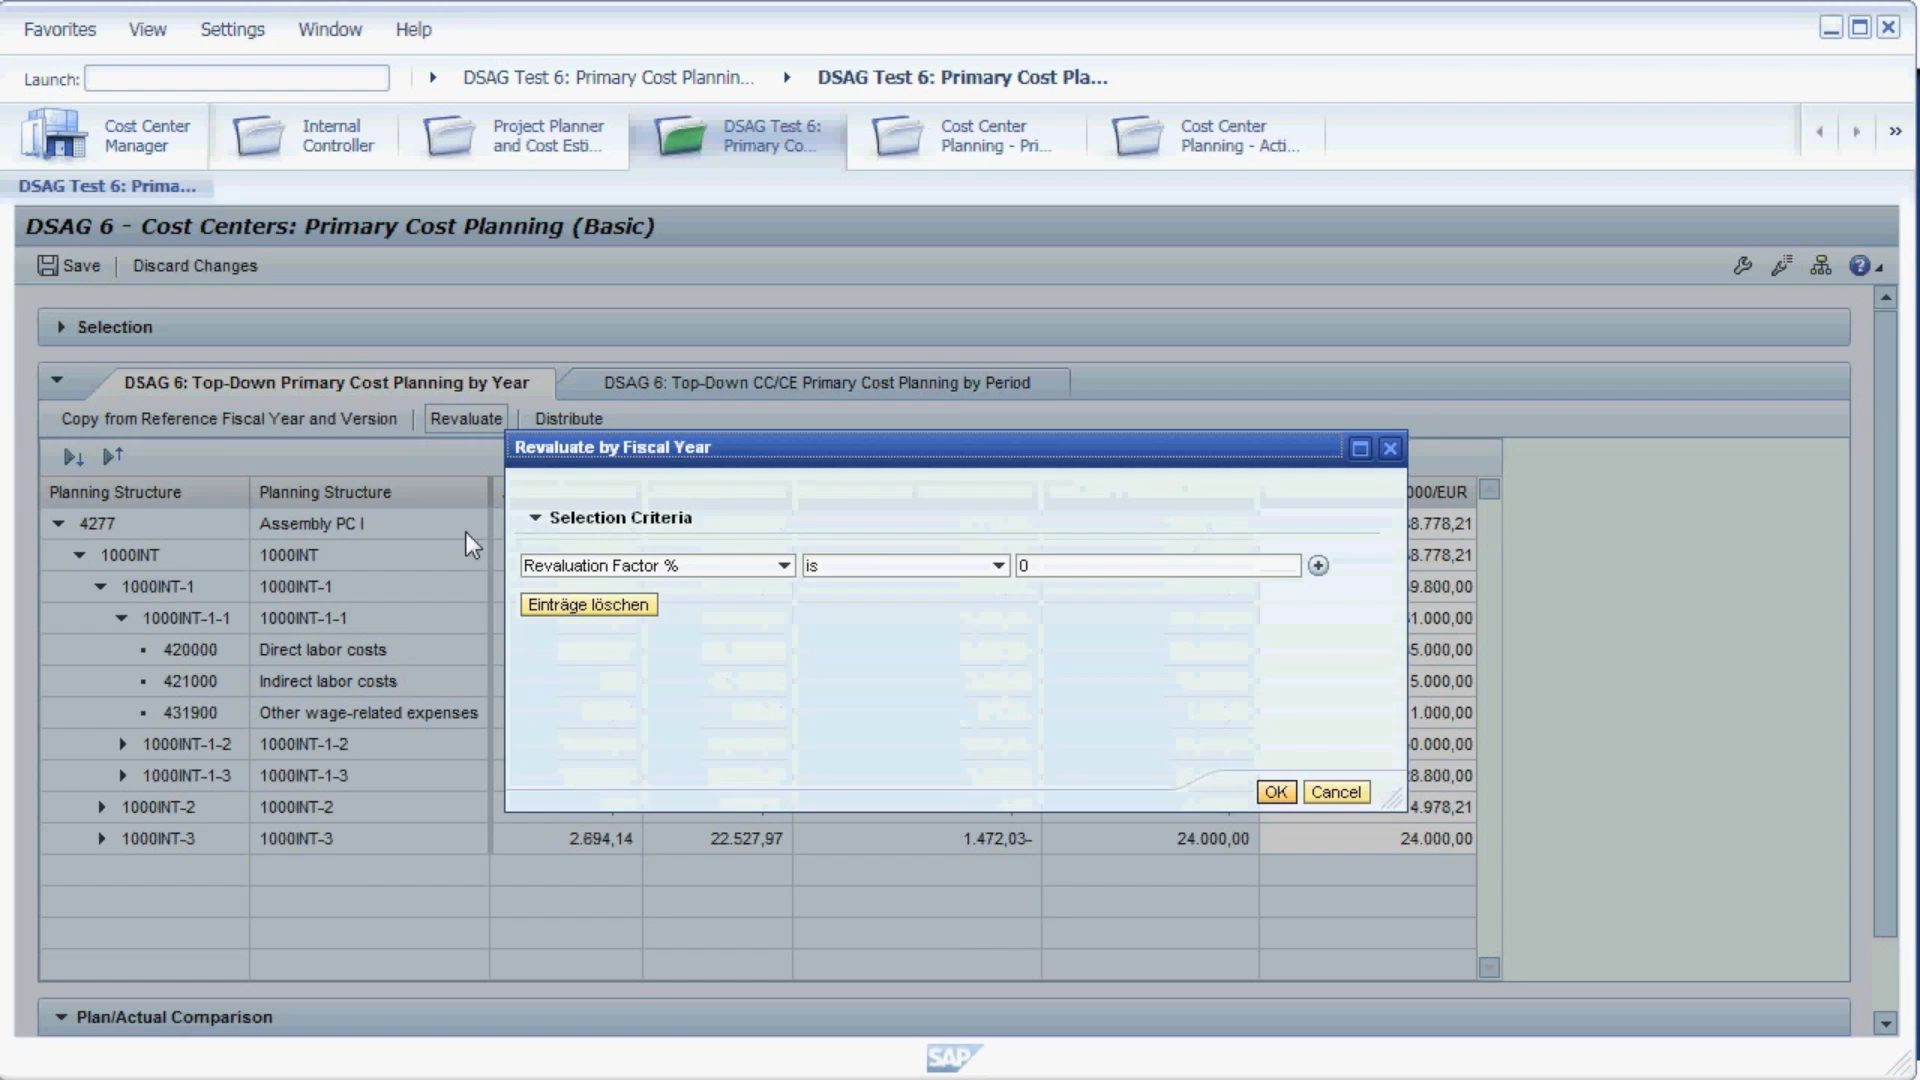 Favorites View Settings Window Help
Launch: DSAG Test 6: Primary Cost Plannin... DSAG Test 6: Primary Cost Pla...
Cost Center Manager
Internal Controller
Project Planner and Cost Esti...
DSAG Test 6: Primary Co...
Cost Center Planning - Pri...
Cost Center Planning - Acti...
DSAG Test 6: Prima...
DSAG 6 - Cost Centers: Primary Cost Planning (Basic)
Save Discard Changes
Selection
DSAG 6: Top-Down Primary Cost Planning by Year DSAG 6: Top-Down CC/CE Primary Cost Planning by Period
Copy from Reference Fiscal Year and Version Revaluate Distribute
Revaluate by Fiscal Year
Selection Criteria
Revaluation Factor % is 0
Einträge löschen
OK Cancel
Planning Structure Planning Structure 000/EUR
4277 Assembly PC I 8.778,21
1000INT 1000INT 8.778,21
1000INT-1 1000INT-1 9.800,00
1000INT-1-1 1000INT-1-1 1.000,00
420000 Direct labor costs 5.000,00
421000 Indirect labor costs 5.000,00
431900 Other wage-related expenses 1.000,00
1000INT-1-2 1000INT-1-2 0.000,00
1000INT-1-3 1000INT-1-3 8.800,00
1000INT-2 1000INT-2 4.978,21
1000INT-3 1000INT-3 2.694,14 22.527,97 1.472,03- 24.000,00 24.000,00
Plan/Actual Comparison
SAP